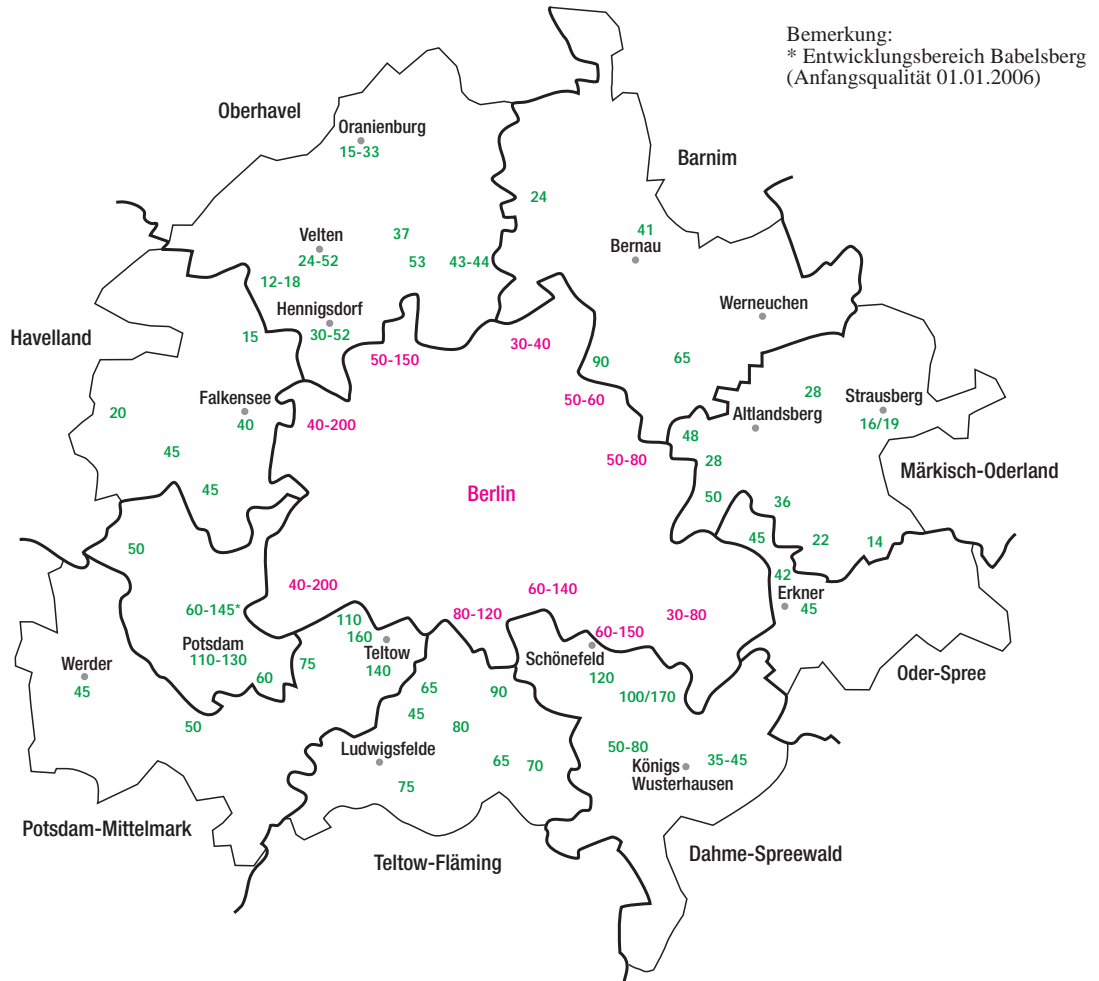 Bemerkung:
* Entwicklungsbereich Babelsberg
(Anfangsqualität 01.01.2006)
Oberhavel
Oranienburg
15-33
Barnim
24
41
Bernau
Velten
24-52
37
53
43-44
12-18
Hennigsdorf
30-52
15
Werneuchen
Havelland
50-150
30-40
90
65
20
Falkensee
40
40-200
50-60
28
Altlandsberg
Strausberg
16/19
48
45
50-80
28
Märkisch-Oderland
45
Berlin
50
36
50
45
22
14
42
Erkner
45
40-200
60-140
60-145*
110
80-120
60-150
30-80
160
Potsdam
110-130
Teltow
140
Schönefeld
120
Werder
45
60
75
Oder-Spree
65
90
100/170
50
45
80
Ludwigsfelde
75
65
70
50-80
Königs
Wusterhausen
35-45
Potsdam-Mittelmark
Teltow-Fläming
Dahme-Spreewald